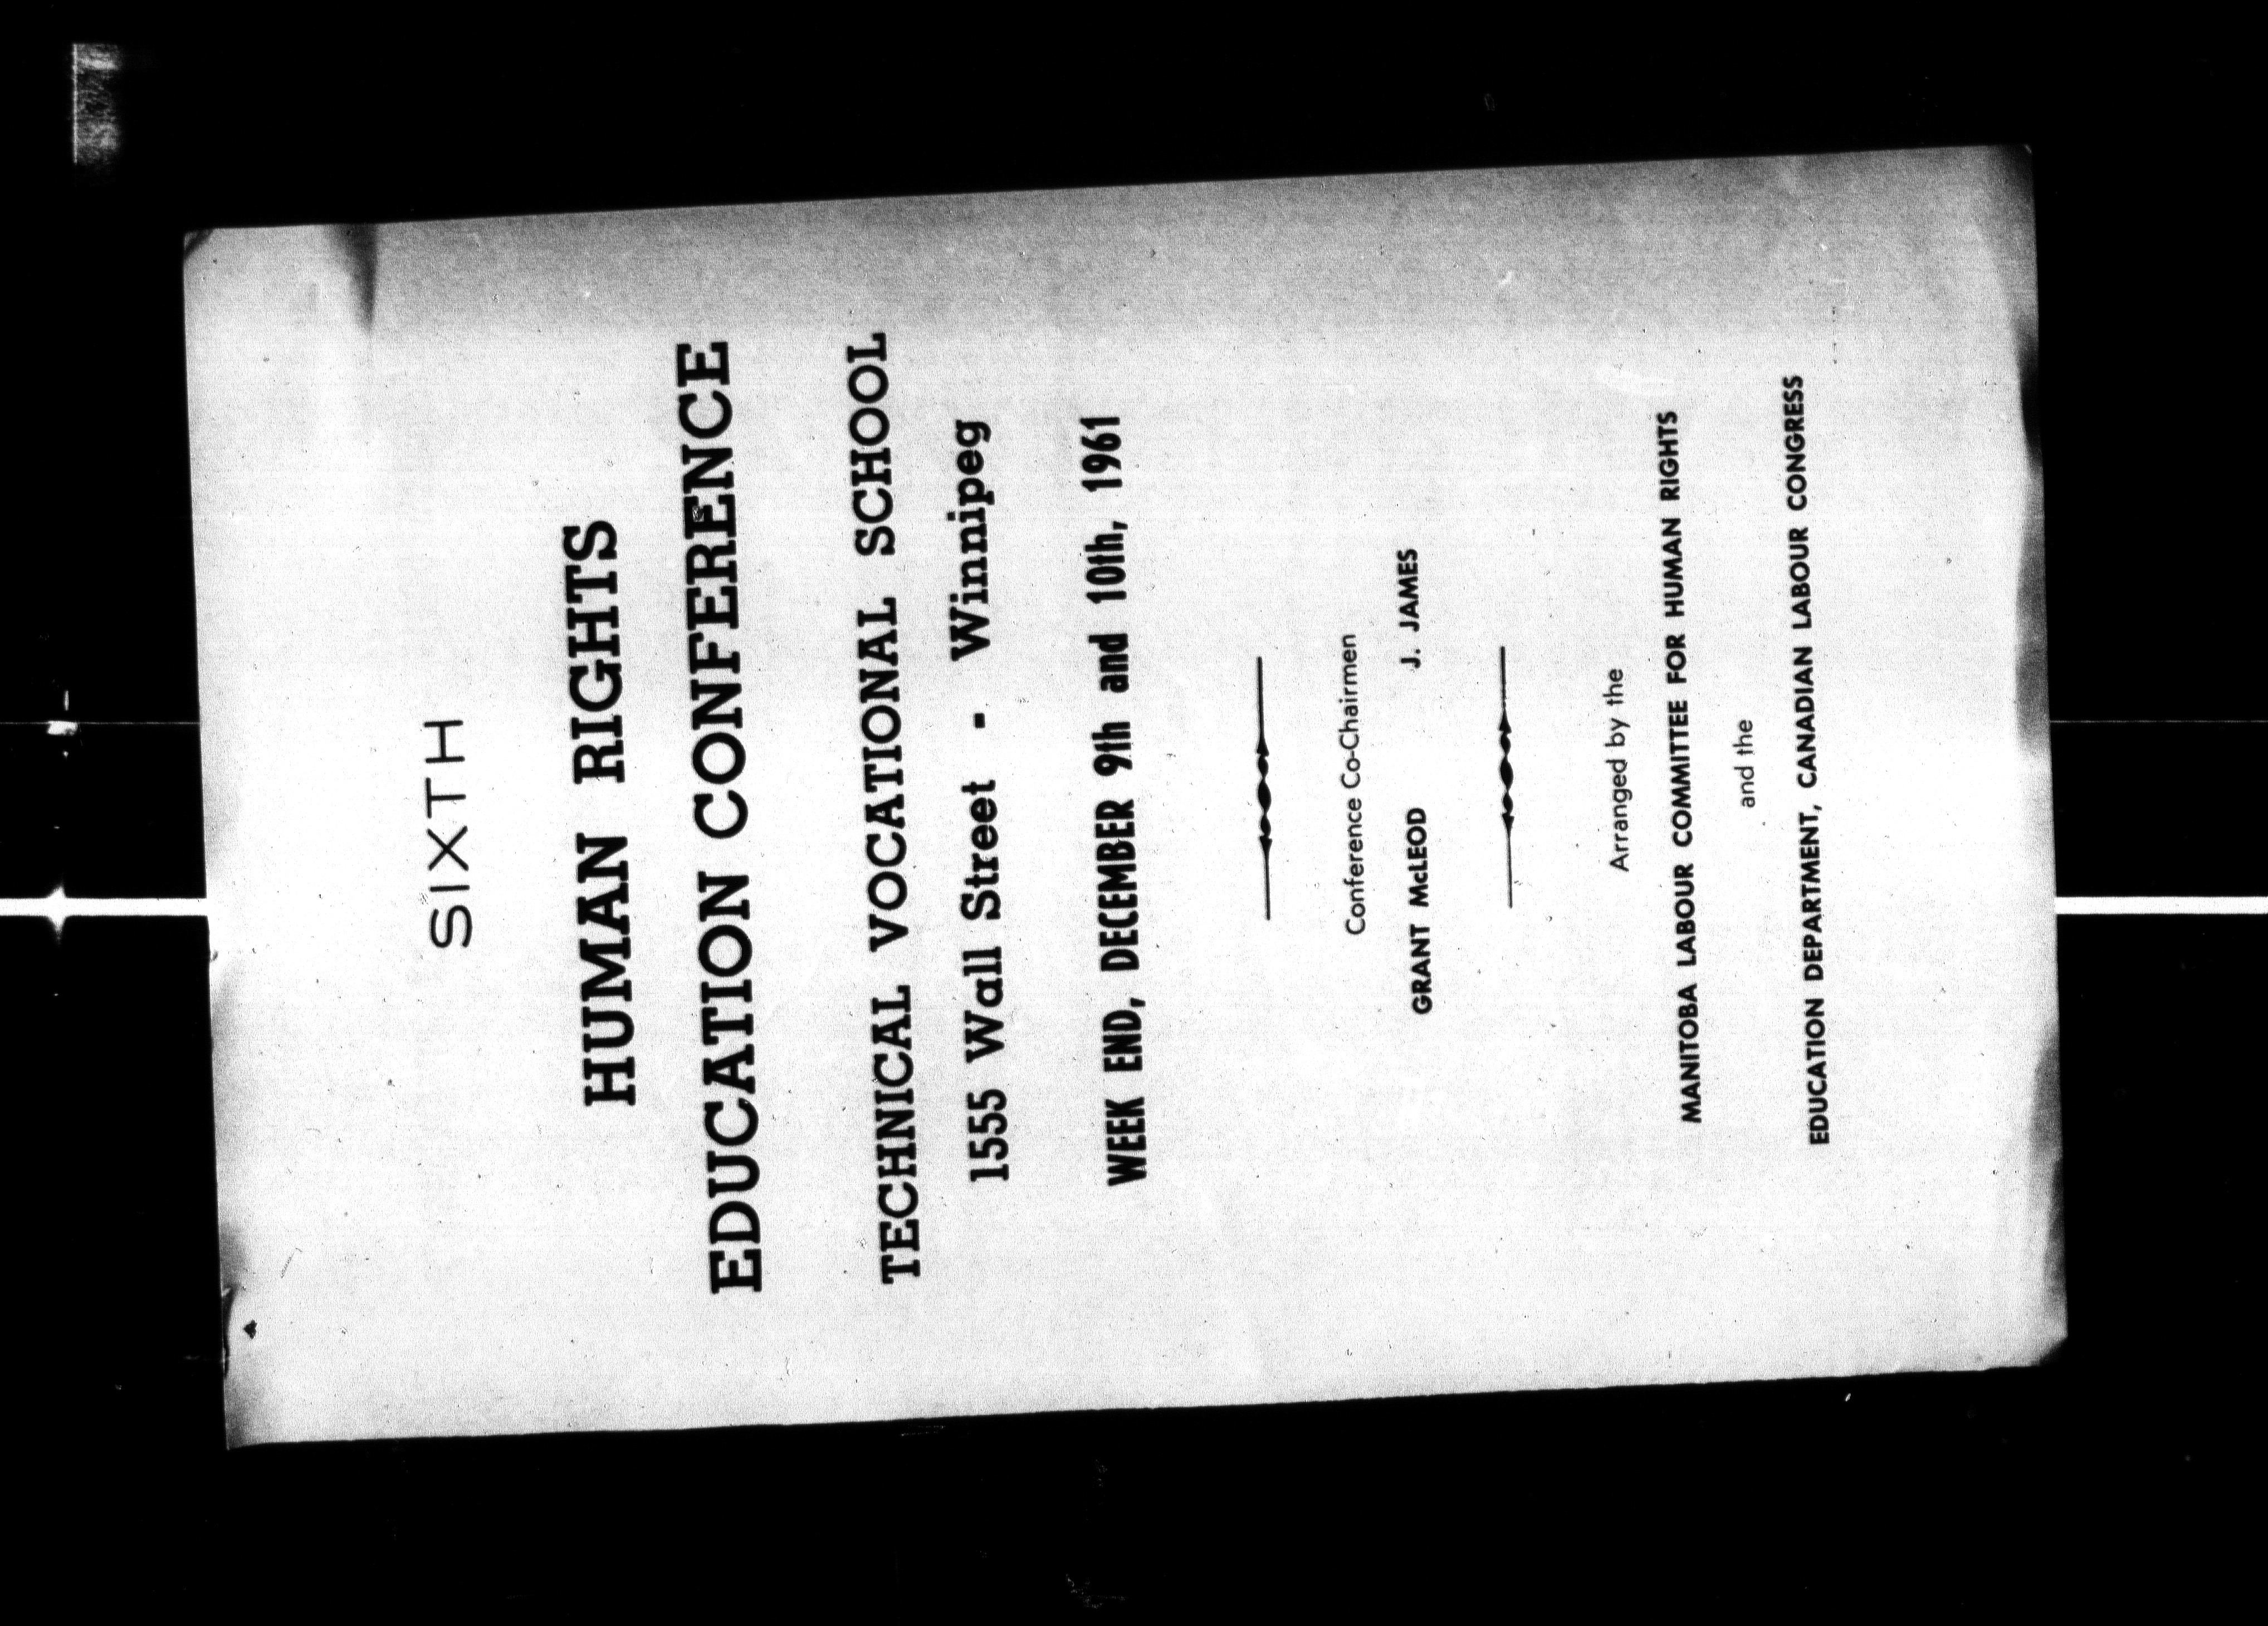 SIXTH
HUMAN RIGHTS
EDUCATION CONFERENCE
TECHNICAL VOCATIONAL SCHOOL
1555 Wall Street - Winnipeg
WEEK END, DECEMBER 9th and 10th, 1961
Conference Co-Chairmen
GRANT McLEOD J. JAMES
Arranged by the
MANITOBA LABOUR COMMITTEE FOR HUMAN RIGHTS
and the
EDUCATION DEPARTMENT, CANADIAN LABOUR CONGRESS